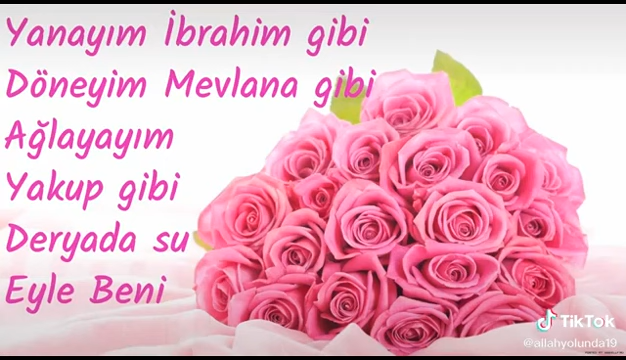 Yanayım İbrahim gibi
Döneyim Mevlana gibi
Ağlayayım
Yakup gibi
Deryada su
Eyle Beni
TikTok
@allahyolunda19